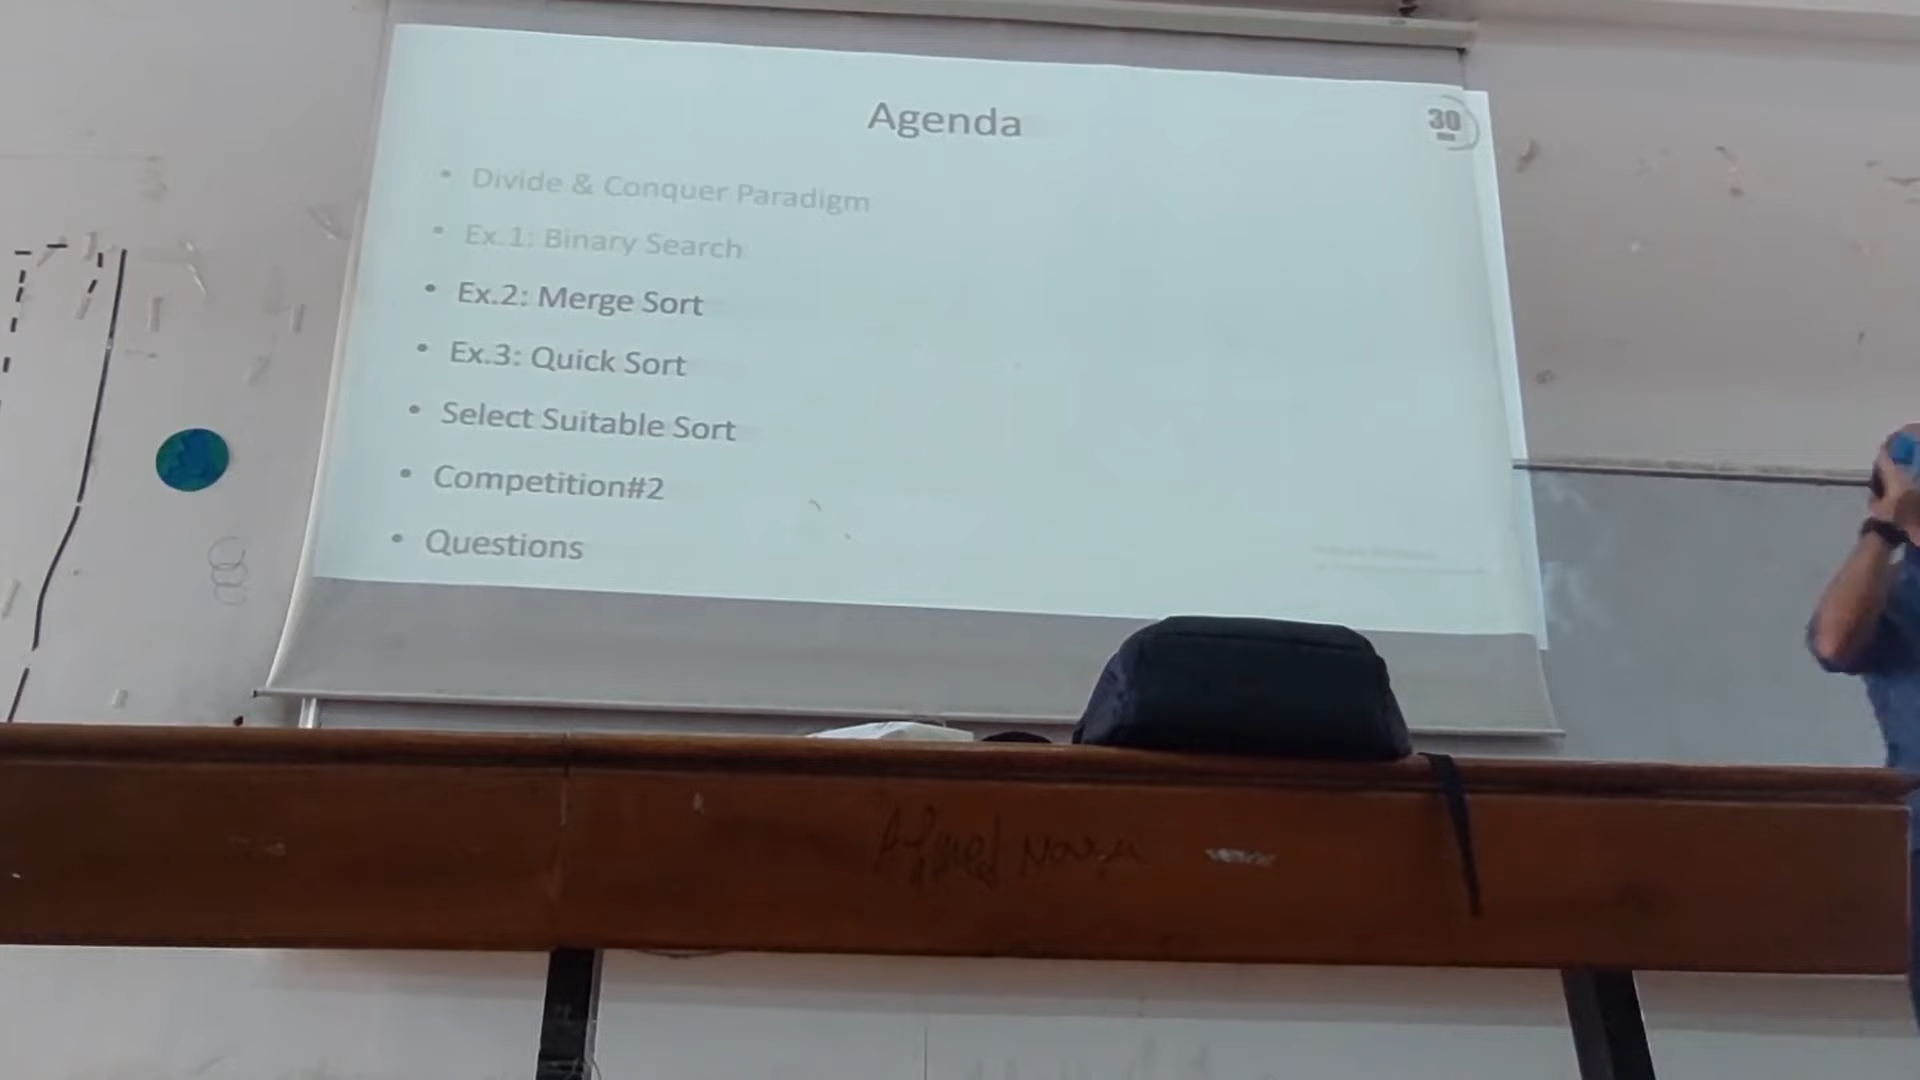 Agenda
30
• Divide & Conquer Paradigm
• Ex.1: Binary Search
• Ex.2: Merge Sort
• Ex.3: Quick Sort
• Select Suitable Sort
• Competition#2
• Questions
Ahmed